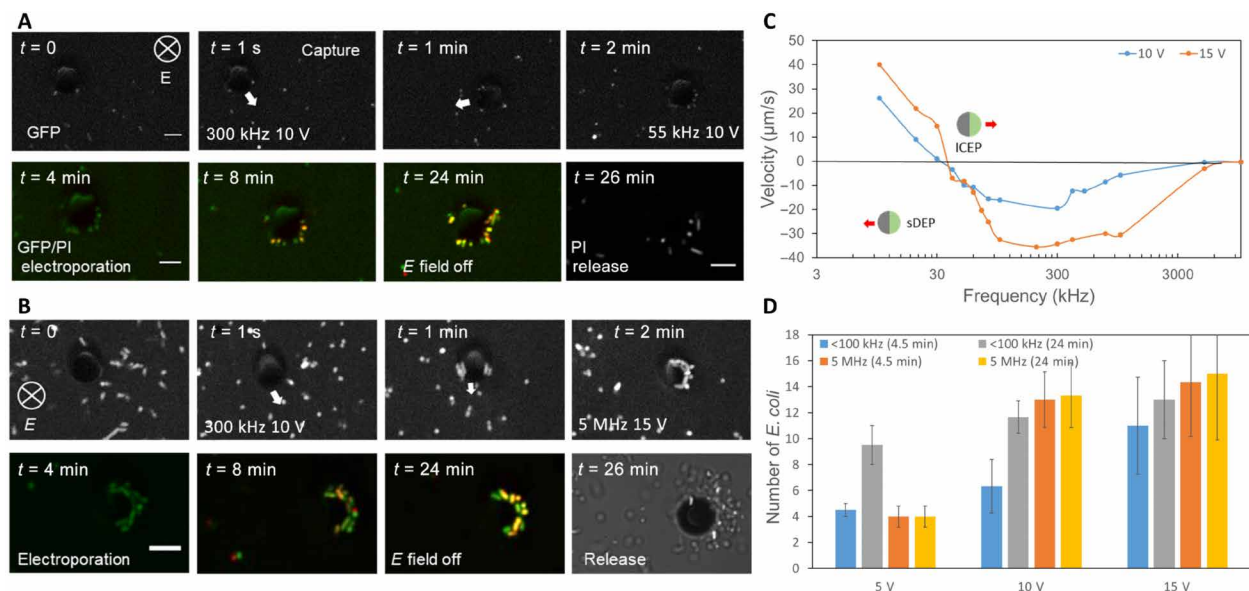 A
t = 0
E
GFP
t = 1 s
Capture
300 kHz 10 V
t = 1 min
t = 2 min
55 kHz 10 V
t = 4 min
GFP/PI
electroporation
t = 8 min
t = 24 min
E field off
t = 26 min
PI
release
B
t = 0
E
t = 1 s
300 kHz 10 V
t = 1 min
t = 2 min
5 MHz 15 V
t = 4 min
Electroporation
t = 8 min
t = 24 min
E field off
t = 26 min
Release
C
10 V
15 V
50
40
30
20
10
0
−10
−20
−30
−40
Velocity (μm/s)
ICEP
sDEP
3
30
300
3000
Frequency (kHz)
D
<100 kHz (4.5 min)
<100 kHz (24 min)
5 MHz (4.5 min)
5 MHz (24 min)
18
16
14
12
10
8
6
4
2
0
Number of E. coli
5 V
10 V
15 V